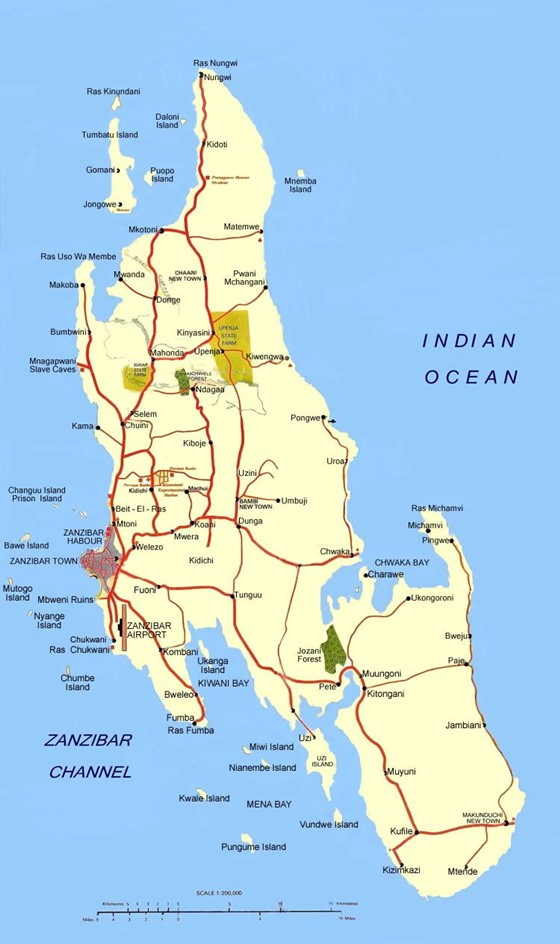 Ras Nungwi
Nungwi
Ras Kinundani
Daloni
Island
Tumbatu Island
Kidoti
Gomani
Puopo
Island
Mnemba
Island
Jongowe
Mkotoni
Matemwe
Ras Uso Wa Membe
Mwanda
CHAANI
NEW TOWN
Pwani
Mchangani
Makoba
Donge
Bumbwini
Kinyasini
UPENJA
STATE
FARM
Mahonda
Upenja
Kiwengwa
Mnagapwani
Slave Caves
SUGAR
STATE
FARM
FOREST
Ndagaa
Selem
Kama
Chuini
Pongwe
Kiboje
Uroa
Uzini
Kidichi
Machui
Changuu Island
Prison Island
BAMBI
NEW TOWN
Umbuji
Beit - El - Ras
Ras Michamvi
Mtoni
Koani
Dunga
Michamvi
ZANZIBAR
HABOUR
Mwera
Pingwe
Bawe Island
Welezo
Chwaka
ZANZIBAR TOWN
Kidichi
CHWAKA BAY
Charawe
Mutogo
Island
Fuoni
Tunguu
Ukongoroni
Mbweni Ruins
Nyange
Island
ZANZIBAR
AIRPORT
Bweju
Chukwani
Ras Chukwani
Kombani
Jozani
Forest
Ukanga
Island
Paje
Chumbe
Island
KIWANI BAY
Muungoni
Pete
Kitongani
Bweleo
Fumba
Ras Fumba
Jambiani
Uzi
Miwi Island
UZI
ISLAND
Nianembe Island
Muyuni
Kwale Island
MENA BAY
Vundwe Island
MAKUNDUCHI
NEW TOWN
Kufile
Pungume Island
Kizimkazi
Mtende
INDIAN
OCEAN
ZANZIBAR
CHANNEL
SCALE 1:200,000
Kilometres
Kilometres
Miles
Miles